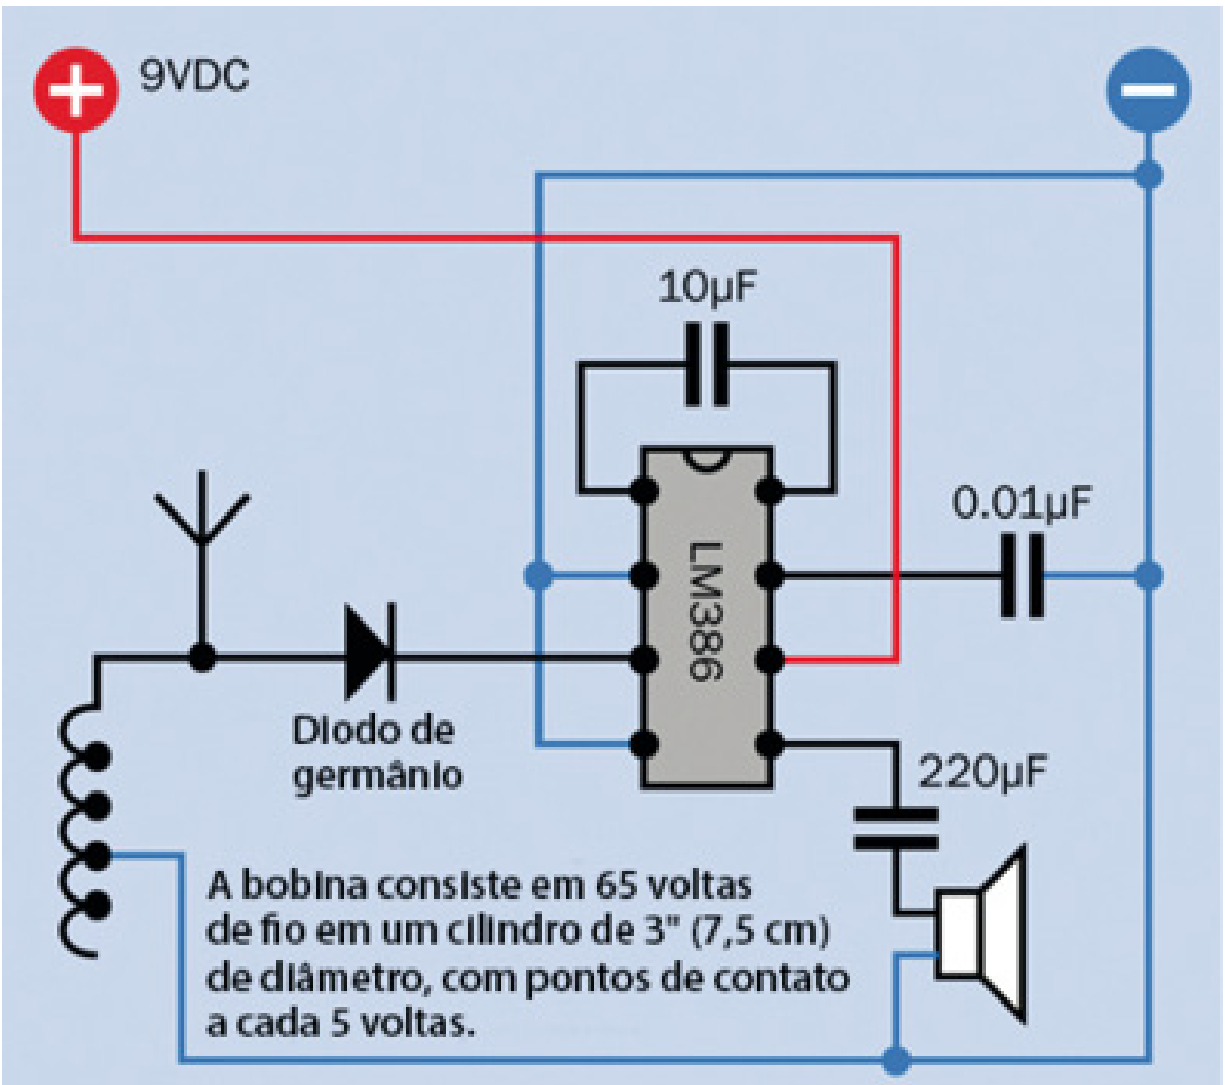 9VDC
10µF
0.01µF
LM386
Diodo de
germânio
220µF
A bobina consiste em 65 voltas
de fio em um cilindro de 3" (7,5 cm)
de diâmetro, com pontos de contato
a cada 5 voltas.